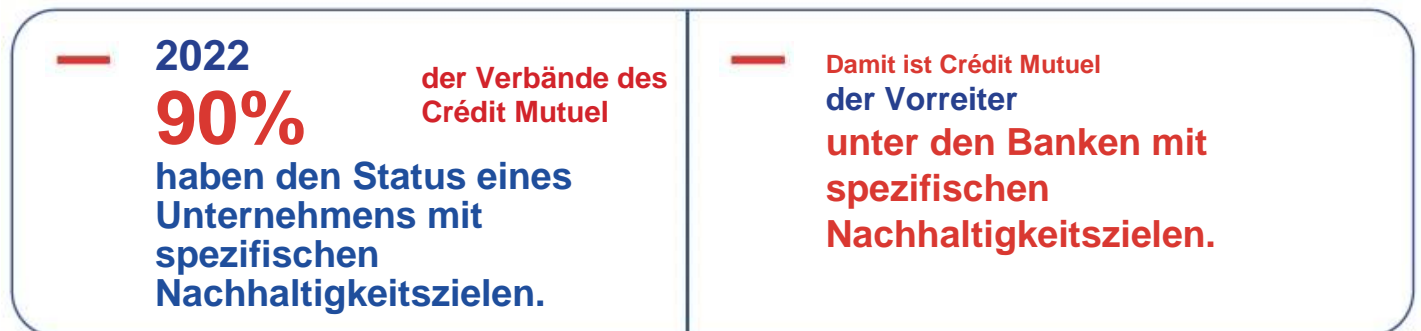 2022
90%
der Verbände des
Crédit Mutuel
haben den Status eines
Unternehmens mit
spezifischen
Nachhaltigkeitszielen.
Damit ist Crédit Mutuel
der Vorreiter
unter den Banken mit
spezifischen
Nachhaltigkeitszielen.